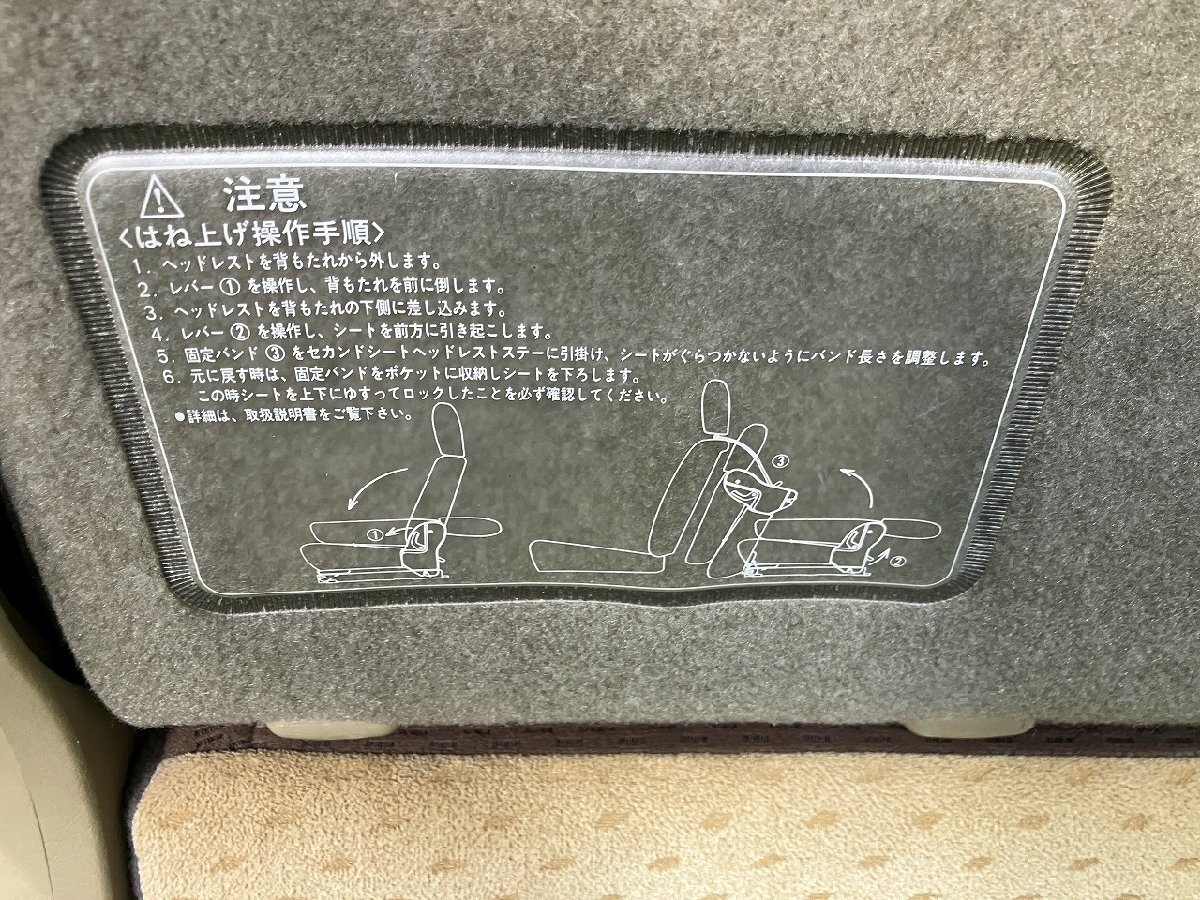 注意
〈はね上げ操作手順〉
1. ヘッドレストを背もたれから外します。
2. レバー①を操作し、背もたれを前に倒します。
3. ヘッドレストを背もたれの下側に差し込みます。
4. レバー②を操作し、シートを前方に引き起こします。
5. 固定バンド③をセカンドシートヘッドレストステーに引掛け、シートがぐらつかないようにバンド長さを調整します。
6. 元に戻す時は、固定バンドをポケットに収納しシートを下ろします。
この時シートを上下にゆすってロックしたことを必ず確認してください。
●詳細は、取扱説明書をご覧下さい。
③
①
②